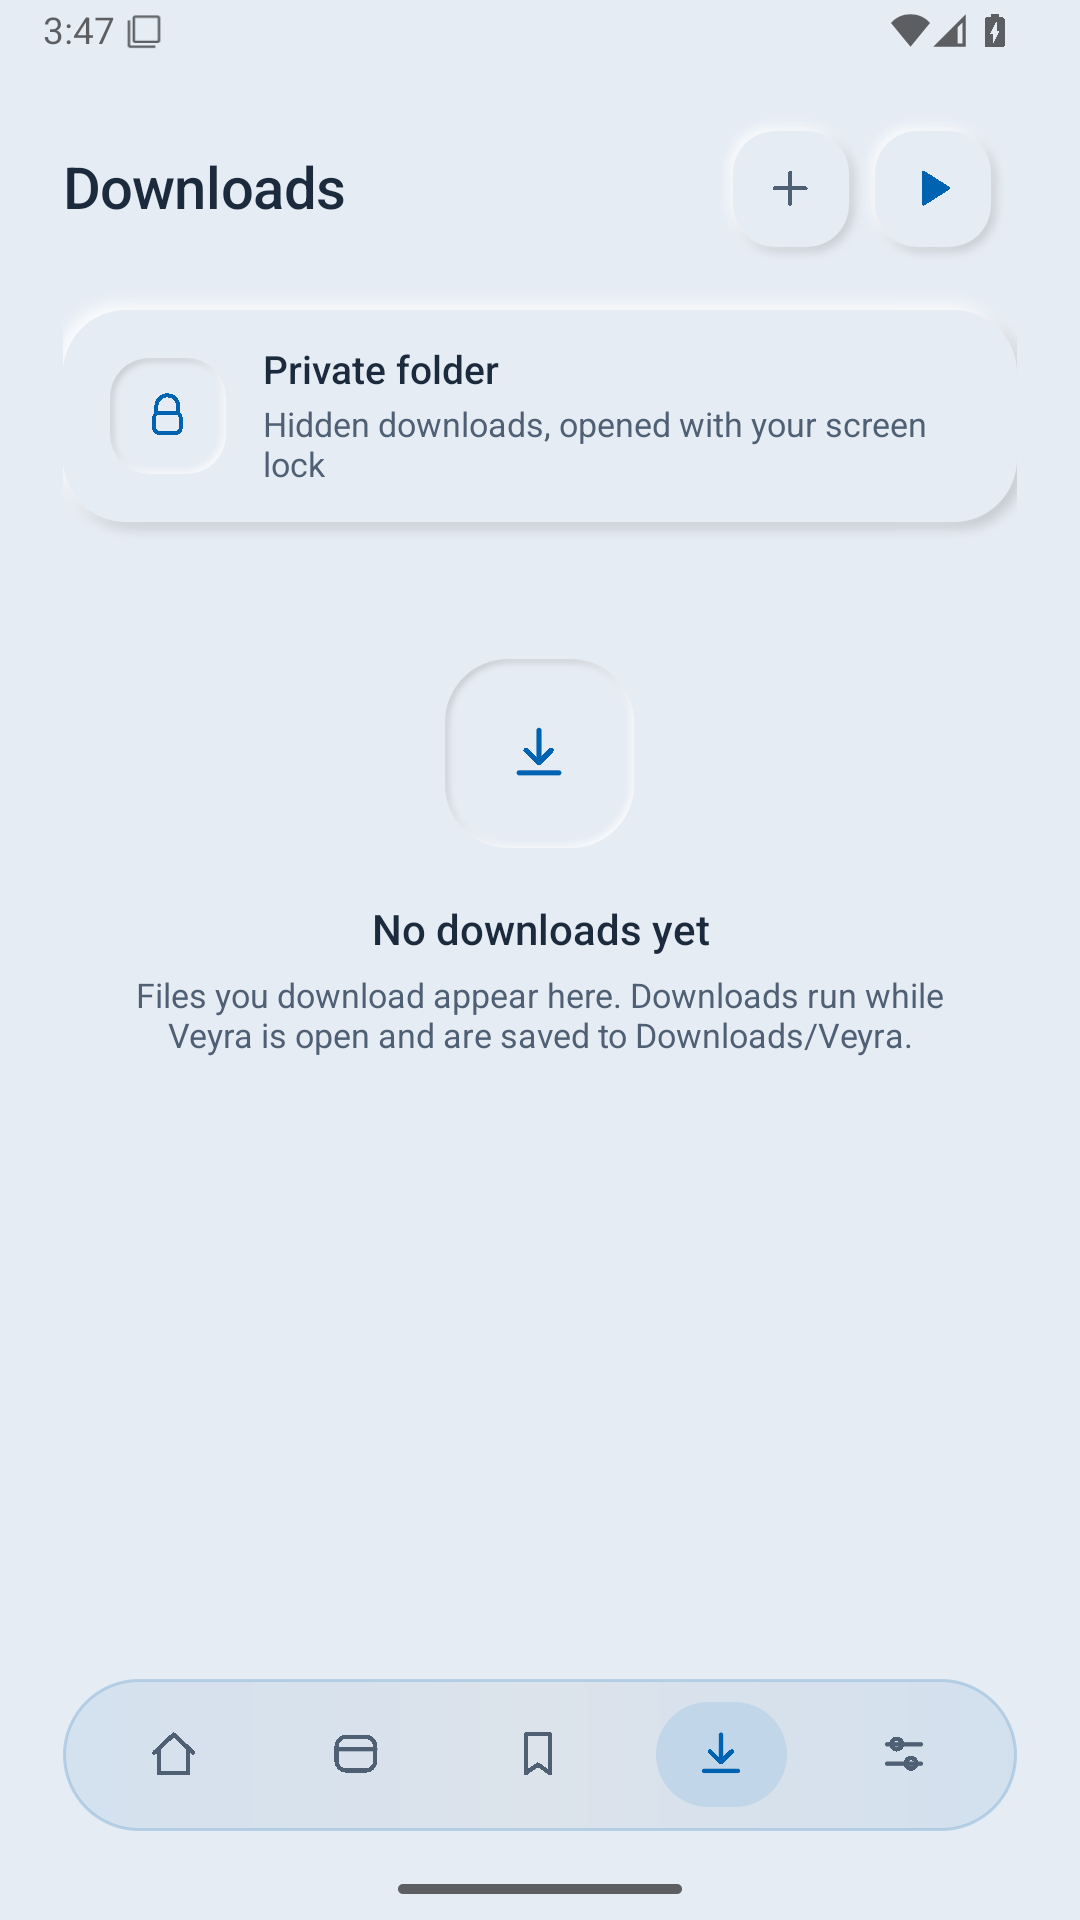 3:47
Downloads
Private folder
Hidden downloads, opened with your screen
lock
No downloads yet
Files you download appear here. Downloads run while
Veyra is open and are saved to Downloads/Veyra.